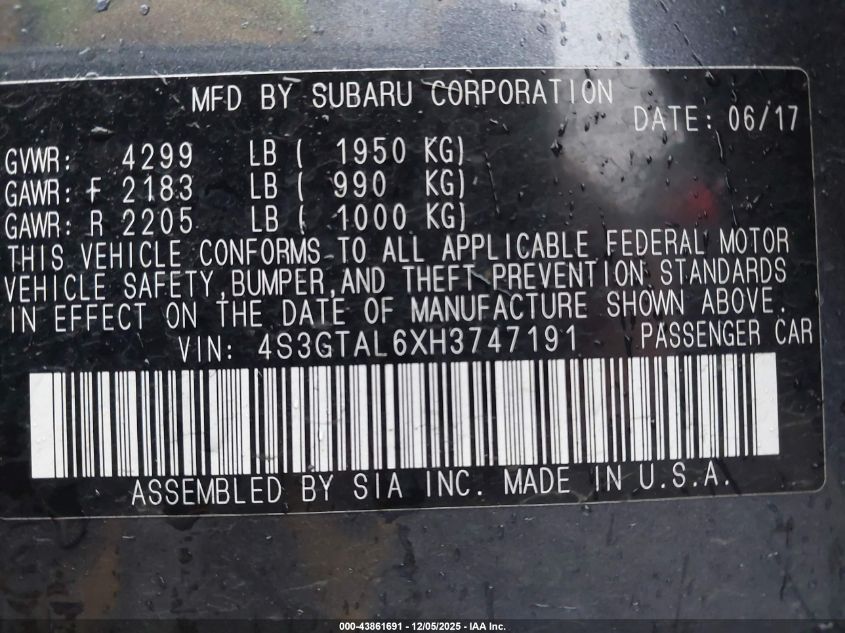 MFD BY SUBARU CORPORATION
DATE: 06/17
GVWR: 4299 LB ( 1950 KG)
GAWR: F 2183 LB ( 990 KG)
GAWR: R 2205 LB ( 1000 KG)
THIS VEHICLE CONFORMS TO ALL APPLICABLE FEDERAL MOTOR
VEHICLE SAFETY,BUMPER,AND THEFT PREVENTION STANDARDS
IN EFFECT ON THE DATE OF MANUFACTURE SHOWN ABOVE.
VIN: 4S3GTAL6XH3747191 PASSENGER CAR
ASSEMBLED BY SIA INC. MADE IN U.S.A.
000-43861691 - 12/05/2025 - IAA Inc.